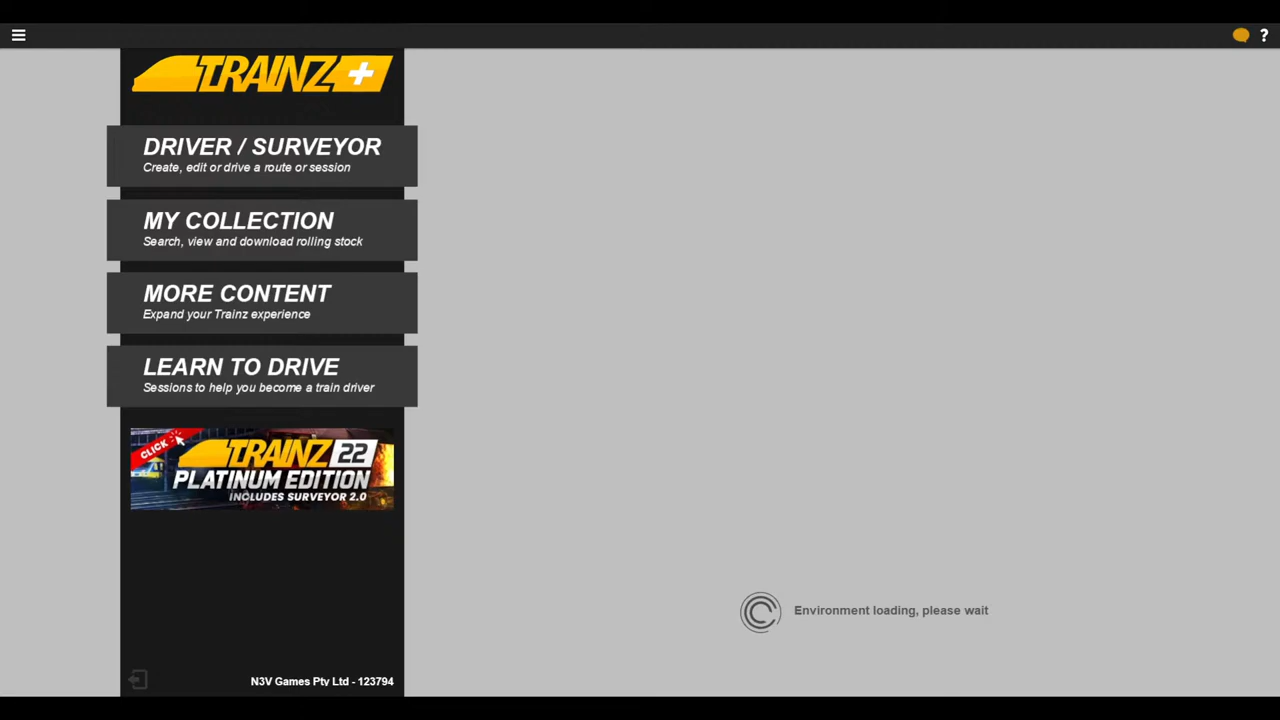 ?
TRAINZ+
DRIVER / SURVEYOR
Create, edit or drive a route or session
MY COLLECTION
Search, view and download rolling stock
MORE CONTENT
Expand your Trainz experience
LEARN TO DRIVE
Sessions to help you become a train driver
CLICK
TRAINZ 22
PLATINUM EDITION
INCLUDES SURVEYOR 2.0
Environment loading, please wait
N3V Games Pty Ltd - 123794